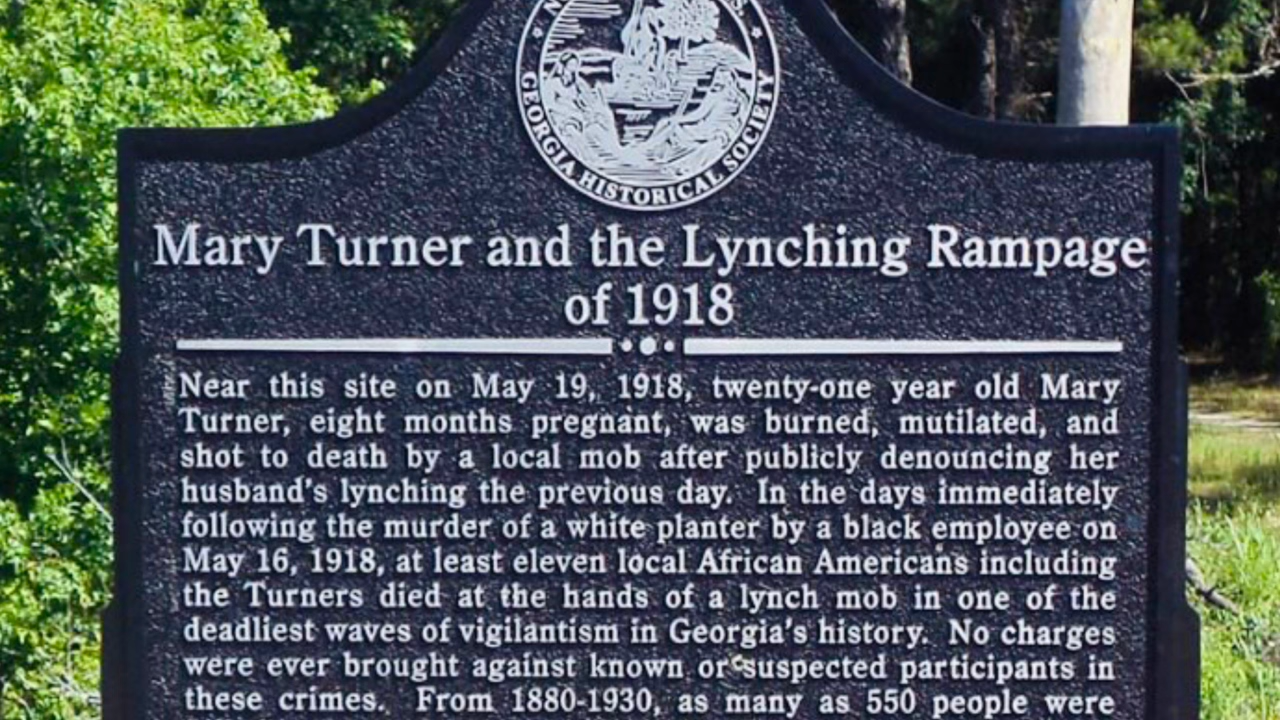 GEORGIA HISTORICAL SOCIETY
Mary Turner and the Lynching Rampage
of 1918
Near this site on May 19, 1918, twenty-one year old Mary
Turner, eight months pregnant, was burned, mutilated, and
shot to death by a local mob after publicly denouncing her
husband's lynching the previous day. In the days immediately
following the murder of a white planter by a black employee on
May 16, 1918, at least eleven local African Americans including
the Turners died at the hands of a lynch mob in one of the
deadliest waves of vigilantism in Georgia's history. No charges
were ever brought against known or suspected participants in
these crimes. From 1880-1930, as many as 550 people were